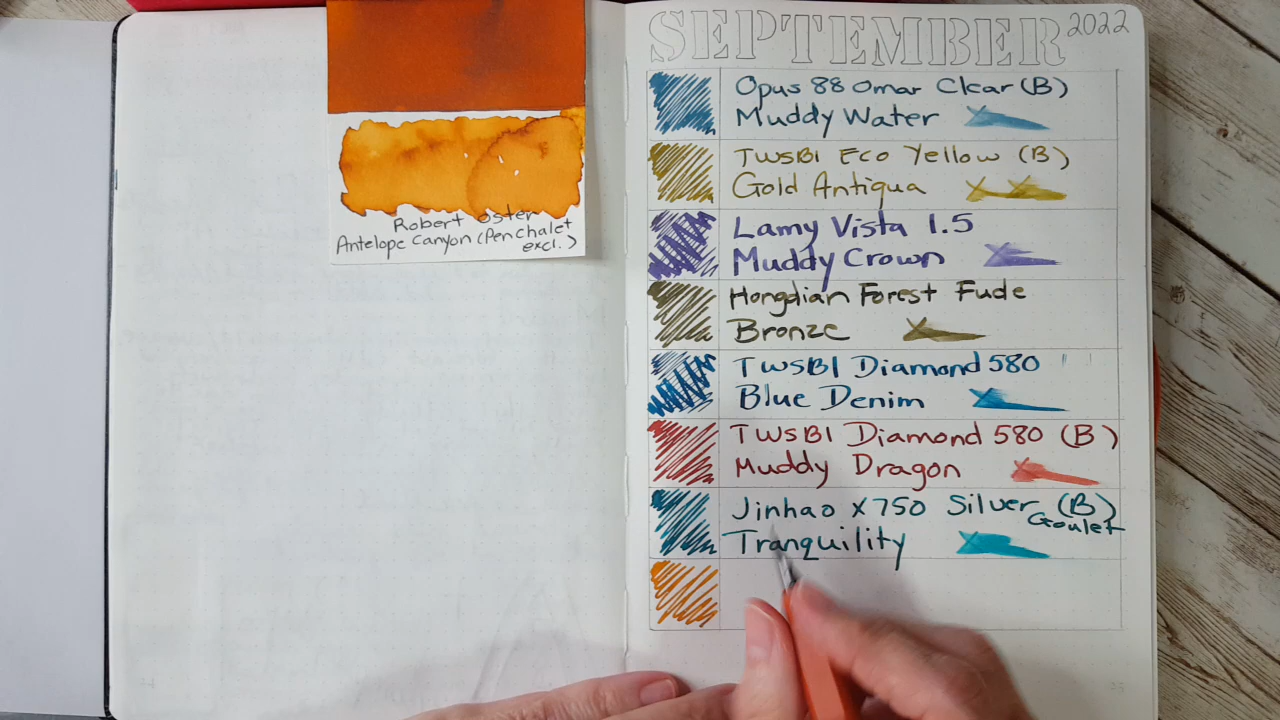 Robert Oster
Antelope Canyon (Pen Chalet
excl.)
SEPTEMBER 2022
Opus 88 Omar Clear (B)
Muddy Water
TWSBI Eco Yellow (B)
Gold Antiqua
Lamy Vista 1.5
Muddy Crown
Hongdian Forest Fude
Bronze
TWSBI Diamond 580
Blue Denim
TWSBI Diamond 580 (B)
Muddy Dragon
Jinhao X750 Silver (B)
Goulet
Tranquility